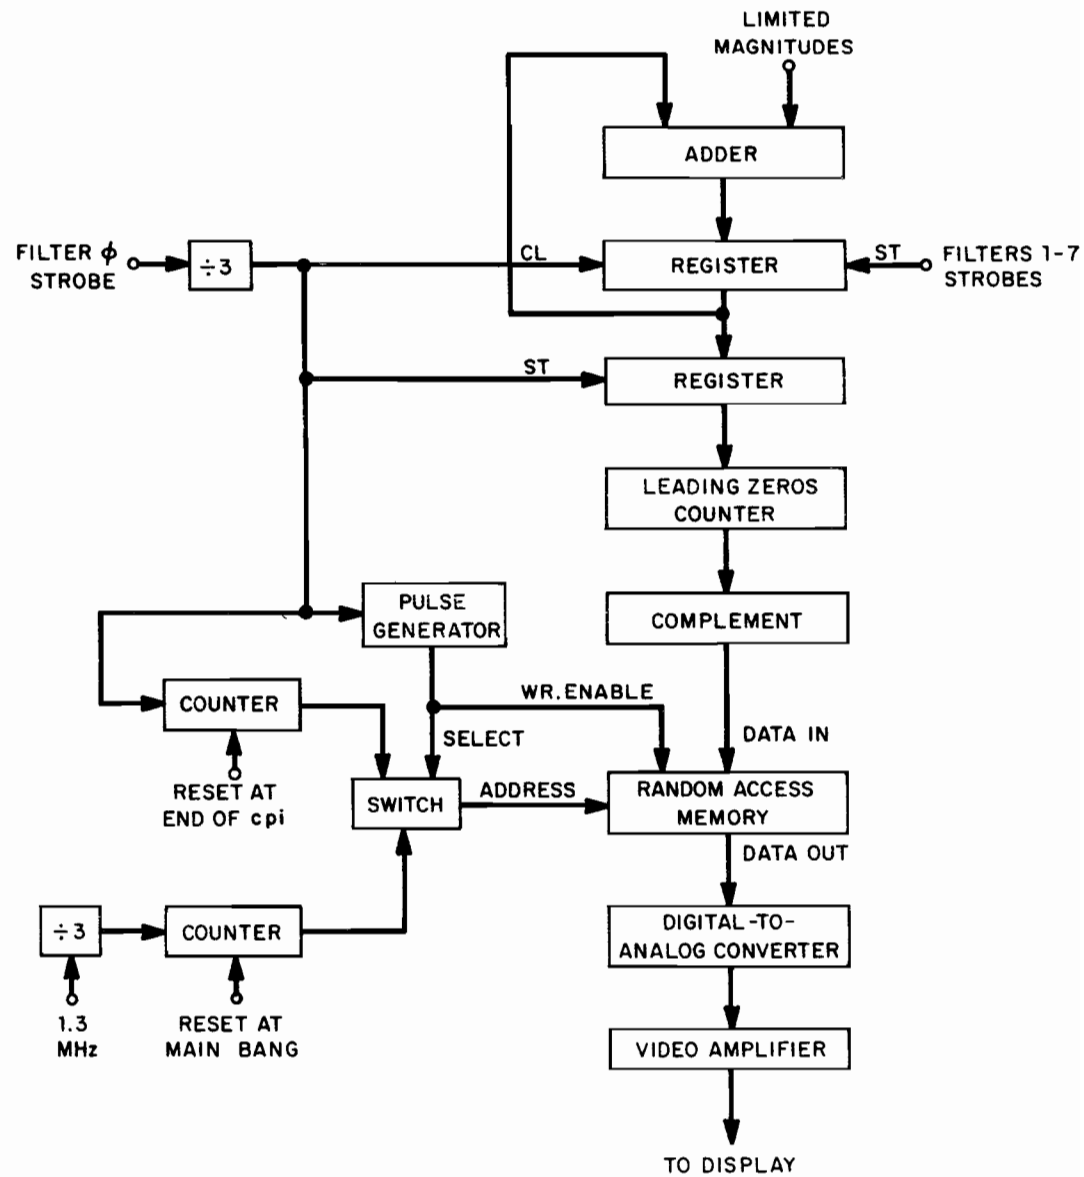 LIMITED
MAGNITUDES
ADDER
FILTER ϕ
STROBE
÷3
CL
REGISTER
ST
FILTERS 1-7
STROBES
ST
REGISTER
LEADING ZEROS
COUNTER
PULSE
GENERATOR
COMPLEMENT
COUNTER
WR. ENABLE
SELECT
DATA IN
RESET AT
END OF cpi
SWITCH
ADDRESS
RANDOM ACCESS
MEMORY
DATA OUT
÷3
COUNTER
DIGITAL-TO-
ANALOG CONVERTER
1.3
MHz
RESET AT
MAIN BANG
VIDEO AMPLIFIER
TO DISPLAY